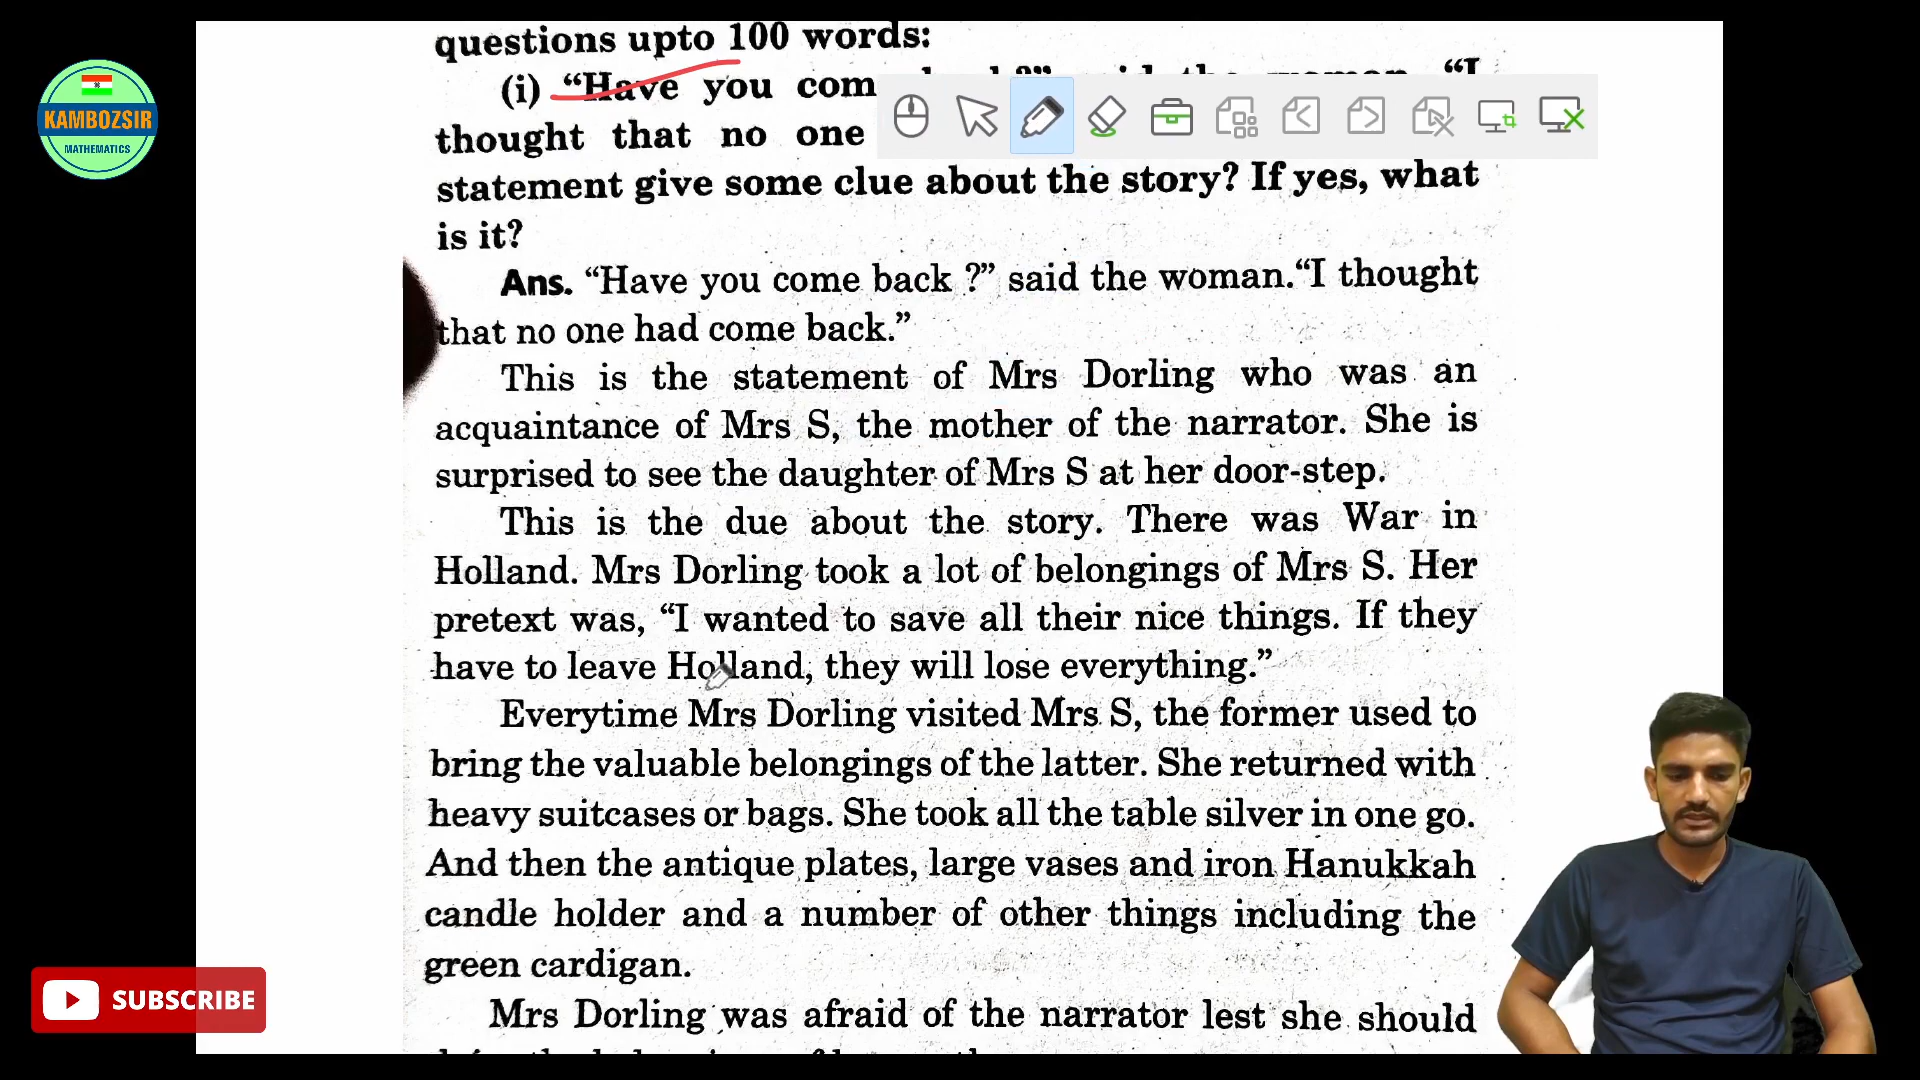 questions upto 100 words:
(i) “Have you com
thought that no one
statement give some clue about the story? If yes, what
is it?
Ans. “Have you come back ?” said the woman.“I thought
that no one had come back.”
This is the statement of Mrs Dorling who was an
acquaintance of Mrs S, the mother of the narrator. She is
surprised to see the daughter of Mrs S at her door-step.
This is the due about the story. There was War in
Holland. Mrs Dorling took a lot of belongings of Mrs S. Her
pretext was, “I wanted to save all their nice things. If they
have to leave Holland, they will lose everything.”
Everytime Mrs Dorling visited Mrs S, the former used to
bring the valuable belongings of the latter. She returned with
heavy suitcases or bags. She took all the table silver in one go.
And then the antique plates, large vases and iron Hanukkah
candle holder and a number of other things including the
green cardigan.
Mrs Dorling was afraid of the narrator lest she should
KAMBOZSIR
MATHEMATICS
SUBSCRIBE